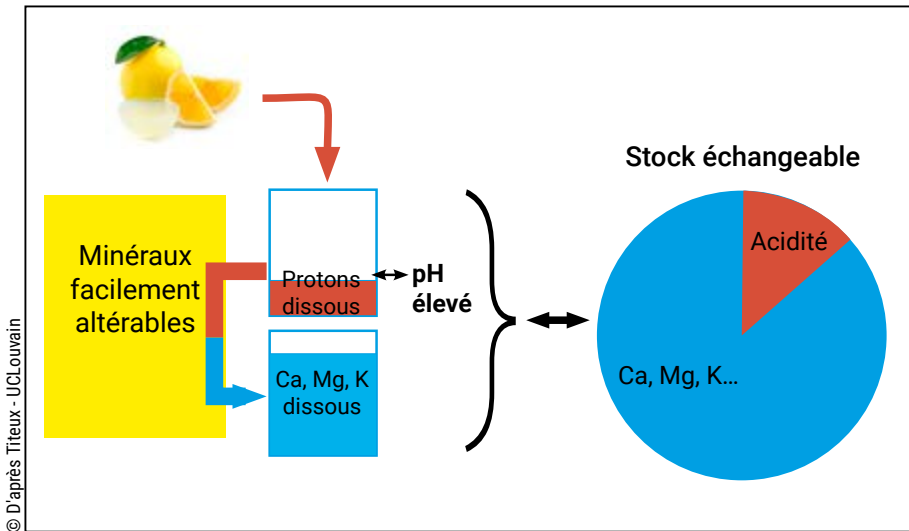 Stock échangeable
Minéraux
facilement
altérables
Protons
dissous
pH
élevé
Acidité
Ca, Mg, K
dissous
Ca, Mg, K...
© D'après Titeux - UCLouvain